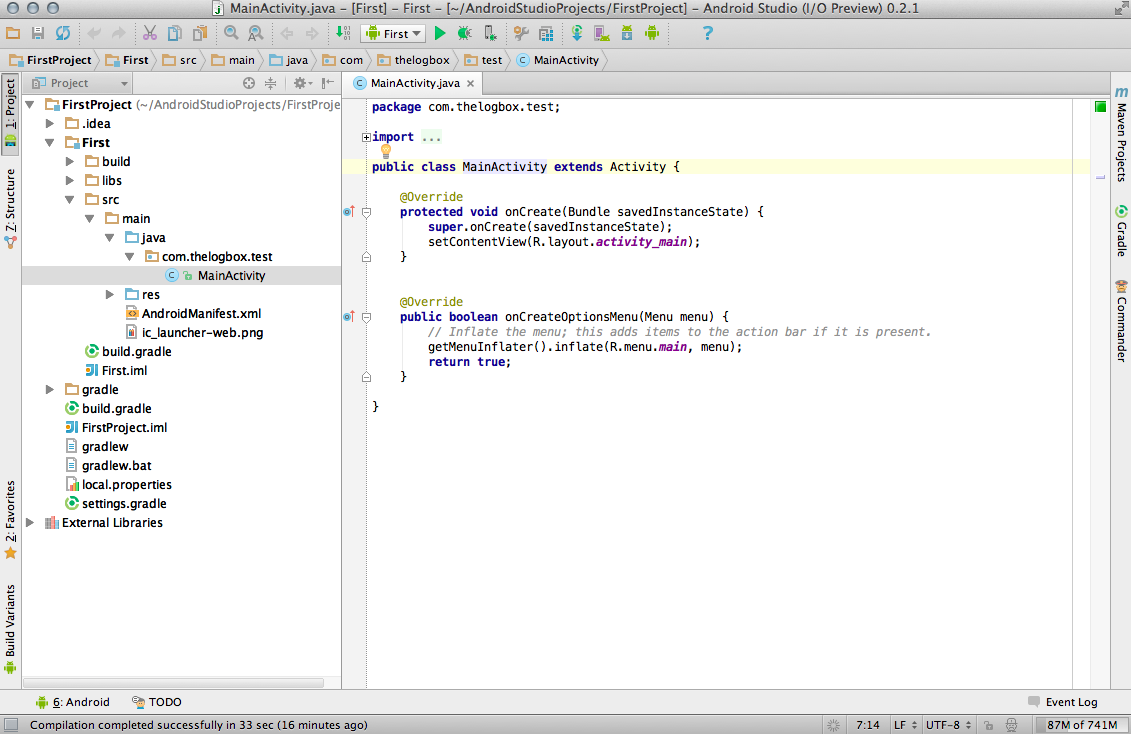 MainActivity.java – [First] – First – [~/AndroidStudioProjects/FirstProject] – Android Studio (I/O Preview) 0.2.1
First
FirstProject First src main java com thelogbox test MainActivity
1: Project
Z: Structure
2: Favorites
Build Variants
Project
FirstProject (~/AndroidStudioProjects/FirstProje
.idea
First
build
libs
src
main
java
com.thelogbox.test
MainActivity
res
AndroidManifest.xml
ic_launcher-web.png
build.gradle
First.iml
gradle
build.gradle
FirstProject.iml
gradlew
gradlew.bat
local.properties
settings.gradle
External Libraries
MainActivity.java
package com.thelogbox.test;
import ...
public class MainActivity extends Activity {
@Override
protected void onCreate(Bundle savedInstanceState) {
super.onCreate(savedInstanceState);
setContentView(R.layout.activity_main);
}
@Override
public boolean onCreateOptionsMenu(Menu menu) {
// Inflate the menu; this adds items to the action bar if it is present.
getMenuInflater().inflate(R.menu.main, menu);
return true;
}
}
m Maven Projects
Gradle
Commander
6: Android TODO Event Log
Compilation completed successfully in 33 sec (16 minutes ago) 7:14 LF UTF-8 87M of 741M